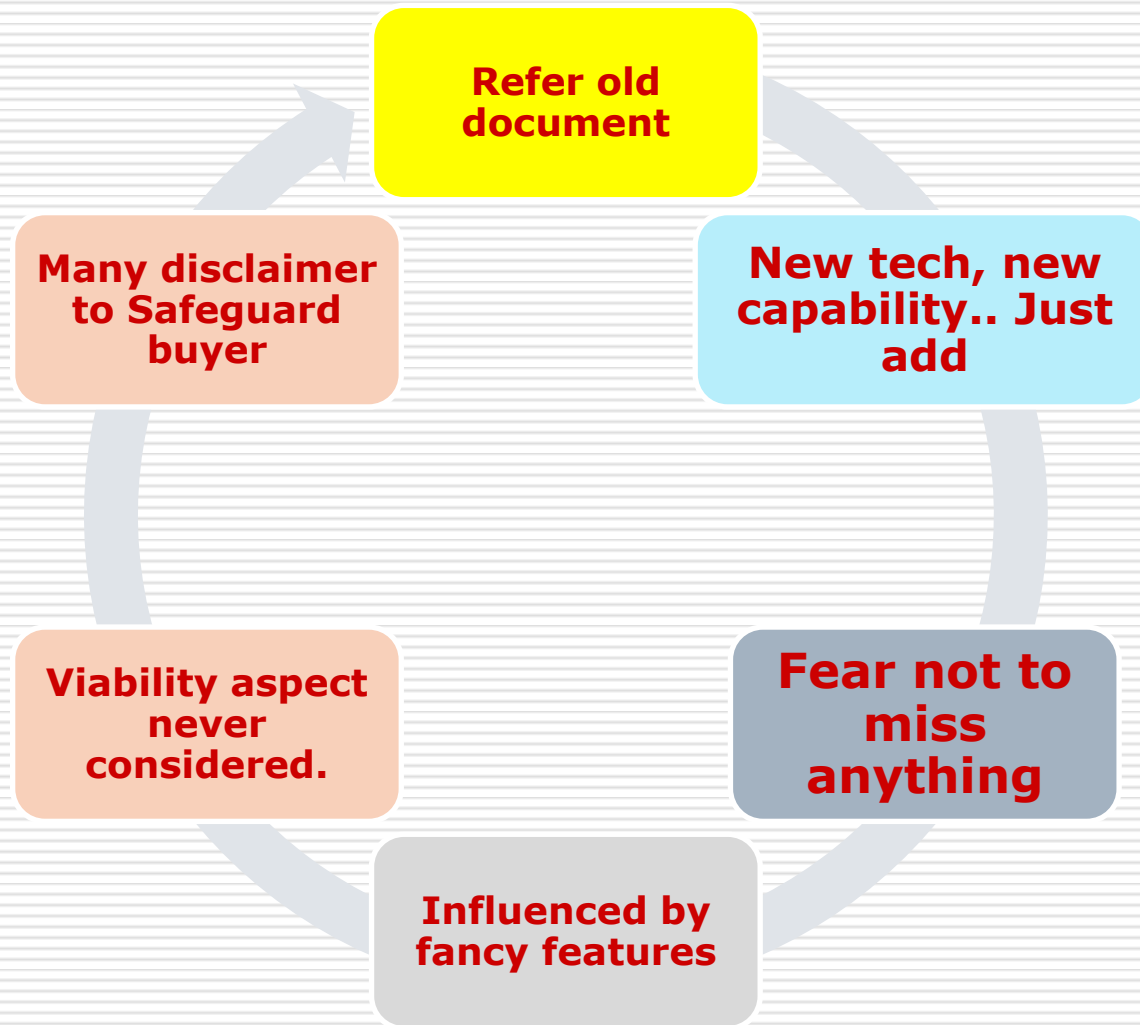 Refer old
document
New tech, new
capability.. Just
add
Fear not to
miss
anything
Influenced by
fancy features
Viability aspect
never
considered.
Many disclaimer
to Safeguard
buyer